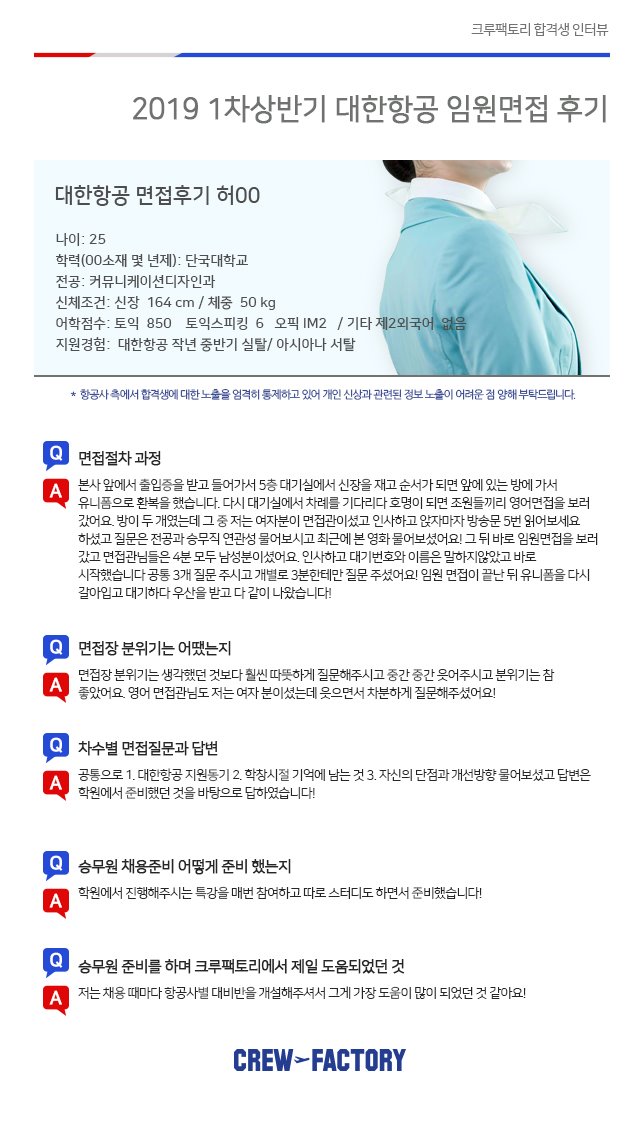 크루팩토리 합격생 인터뷰
2019 1차상반기 대한항공 임원면접 후기
대한항공 면접후기 허00
나이: 25
학력(00소재 몇 년제): 단국대학교
전공: 커뮤니케이션디자인과
신체조건: 신장 164 cm / 체중 50 kg
어학점수: 토익 850 토익스피킹 6 오픽 IM2 / 기타 제2외국어 없음
지원경험: 대한항공 작년 중반기 실탈/ 아시아나 서탈
* 항공사 측에서 합격생에 대한 노출을 엄격히 통제하고 있어 개인 신상과 관련된 정보 노출이 어려운 점 양해 부탁드립니다.
Q 면접절차 과정
A 본사 앞에서 출입증을 받고 들어가서 5층 대기실에서 신장을 재고 순서가 되면 앞에 있는 방에 가서
유니폼으로 환복을 했습니다. 다시 대기실에서 차례를 기다리다 호명이 되면 조원들끼리 영어면접을 보러
갔어요. 방이 두 개였는데 그 중 저는 여자분이 면접관이셨고 인사하고 앉자마자 방송문 5번 읽어보세요
하셨고 질문은 전공과 승무직 연관성 물어보시고 최근에 본 영화 물어보셨어요! 그 뒤 바로 임원면접을 보러
갔고 면접관님들은 4분 모두 남성분이셨어요. 인사하고 대기번호와 이름은 말하지않았고 바로
시작했습니다 공통 3개 질문 주시고 개별로 3분한테만 질문 주셨어요! 임원 면접이 끝난 뒤 유니폼을 다시
갈아입고 대기하다 우산을 받고 다 같이 나왔습니다!
Q 면접장 분위기는 어땠는지
A 면접장 분위기는 생각했던 것보다 훨씬 따뜻하게 질문해주시고 중간 중간 웃어주시고 분위기는 참
좋았어요. 영어 면접관님도 저는 여자 분이셨는데 웃으면서 차분하게 질문해주셨어요!
Q 차수별 면접질문과 답변
A 공통으로 1. 대한항공 지원동기 2. 학창시절 기억에 남는 것 3. 자신의 단점과 개선방향 물어보셨고 답변은
학원에서 준비했던 것을 바탕으로 답하였습니다!
Q 승무원 채용준비 어떻게 준비 했는지
A 학원에서 진행해주시는 특강을 매번 참여하고 따로 스터디도 하면서 준비했습니다!
Q 승무원 준비를 하며 크루팩토리에서 제일 도움되었던 것
A 저는 채용 때마다 항공사별 대비반을 개설해주셔서 그게 가장 도움이 많이 되었던 것 같아요!
CREW FACTORY